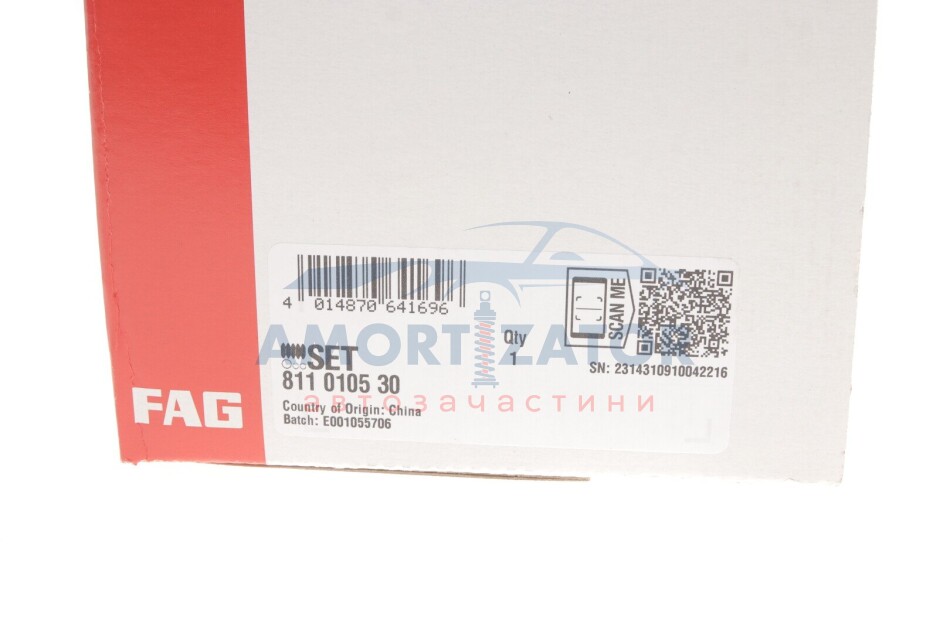 FAG
4 014870 641696
SET
811 0105 30
Country of Origin: China
Batch: E001055706
Qty
1
SCAN ME
SN: 2314310910042216
AMORTIZATOR
автозачастини